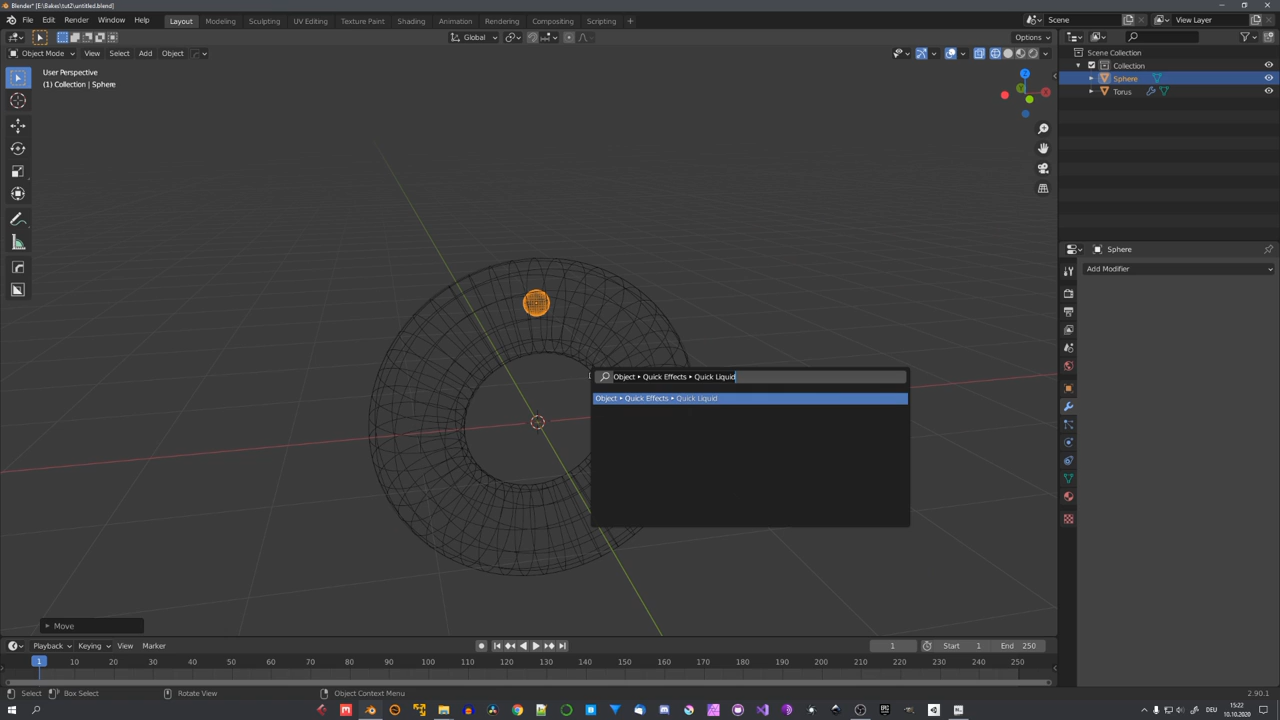 Blender* [E:\Bakes\tut2\untitled.blend]
File Edit Render Window Help
Layout Modeling Sculpting UV Editing Texture Paint Shading Animation Rendering Compositing Scripting +
Scene
View Layer
Global
Options
Object Mode View Select Add Object
User Perspective
(1) Collection | Sphere
Scene Collection
Collection
Sphere
Torus
Sphere
Add Modifier
Object ▸ Quick Effects ▸ Quick Liquid
Object ▸ Quick Effects ▸ Quick Liquid
Move
Playback Keying View Marker
1
Start 1
End 250
1 10 20 30 40 50 60 70 80 90 100 110 120 130 140 150 160 170 180 190 200 210 220 230 240 250
Select Box Select Rotate View Object Context Menu
2.90.1
DEU
15:22
10.10.2020
X